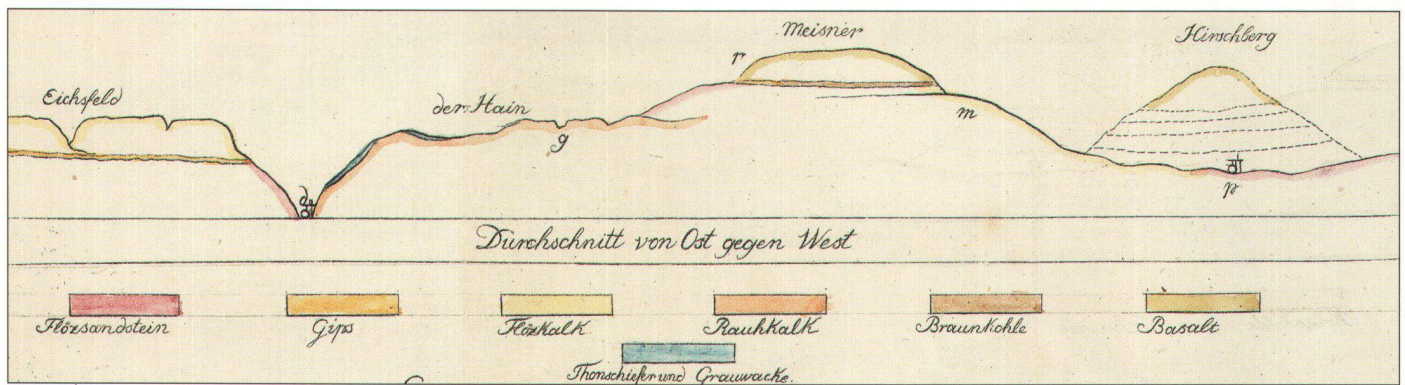 Meisner
Hirschberg
r
Eichsfeld
der Hain
g
m
d
p
Durchschnitt von Ost gegen West
Flözsandstein
Gips
Flözkalk
Rauhkalk
Braunkohle
Basalt
Thonschiefer und Grauwacke.